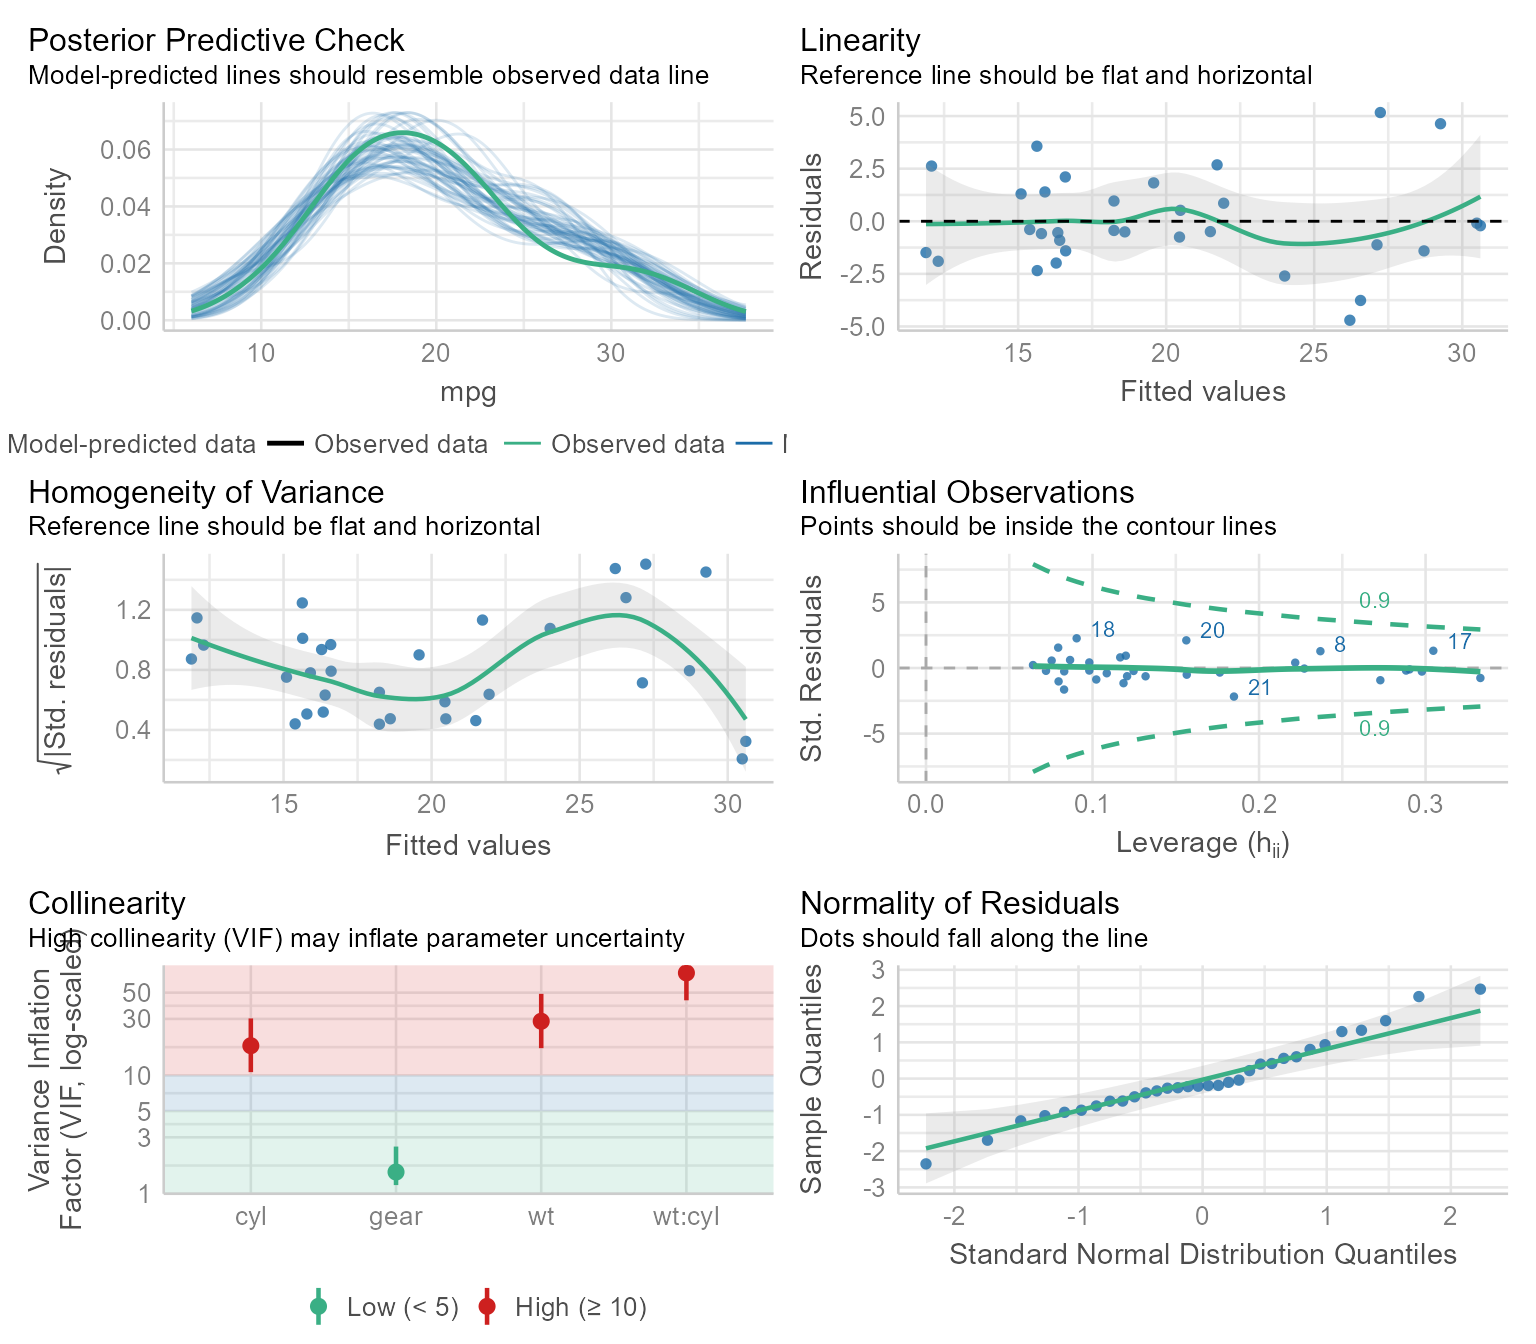 Posterior Predictive Check
Model-predicted lines should resemble observed data line
Density
0.06
0.04
0.02
0.00
10 20 30
mpg
Model-predicted data Observed data Observed data
Linearity
Reference line should be flat and horizontal
Residuals
5.0
2.5
0.0
-2.5
-5.0
15 20 25 30
Fitted values
Homogeneity of Variance
Reference line should be flat and horizontal
√|Std. residuals|
1.2
0.8
0.4
15 20 25 30
Fitted values
Influential Observations
Points should be inside the contour lines
Std. Residuals
5
0
-5
0.9
18 20 8 17
21
0.9
0.0 0.1 0.2 0.3
Leverage (hii)
Collinearity
High collinearity (VIF) may inflate parameter uncertainty
Variance Inflation
Factor (VIF, log-scaled)
50
30
10
5
3
1
cyl gear wt wt:cyl
Low (< 5) High (≥ 10)
Normality of Residuals
Dots should fall along the line
Sample Quantiles
3
2
1
0
-1
-2
-3
-2 -1 0 1 2
Standard Normal Distribution Quantiles